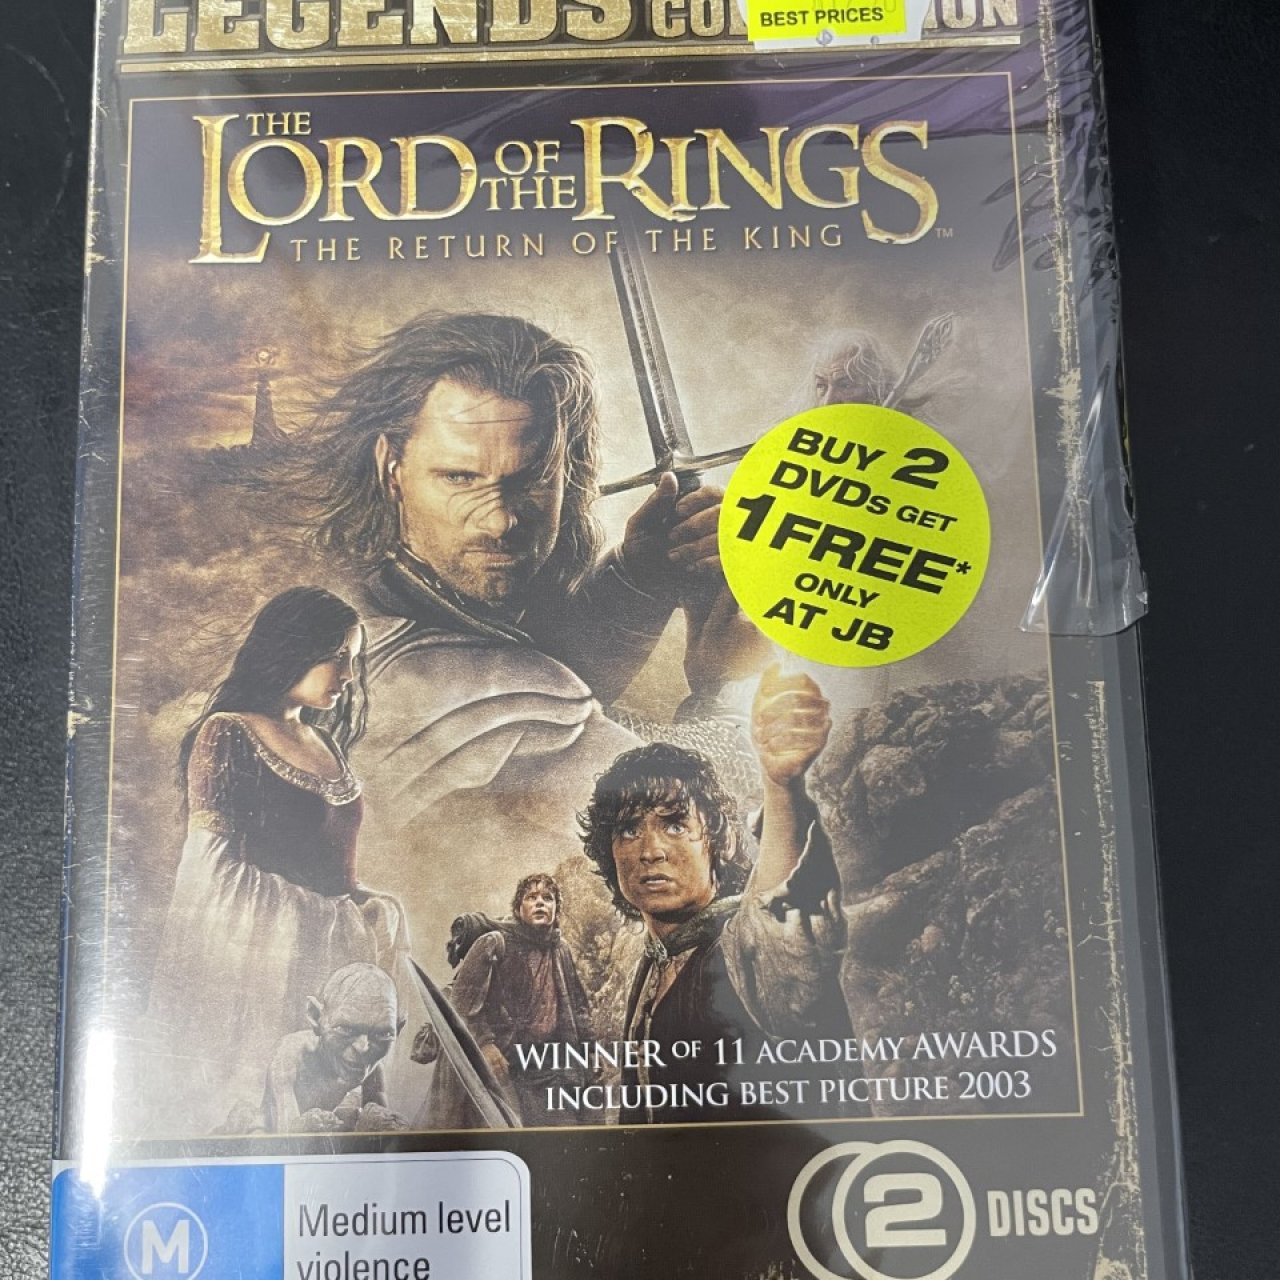 LEGENDS
BEST PRICES
THE
LORD OF THE RINGS
THE RETURN OF THE KING
TM
BUY 2
DVDs GET
1 FREE*
ONLY
AT JB
WINNER OF 11 ACADEMY AWARDS
INCLUDING BEST PICTURE 2003
M
Medium level
violence
2 DISCS